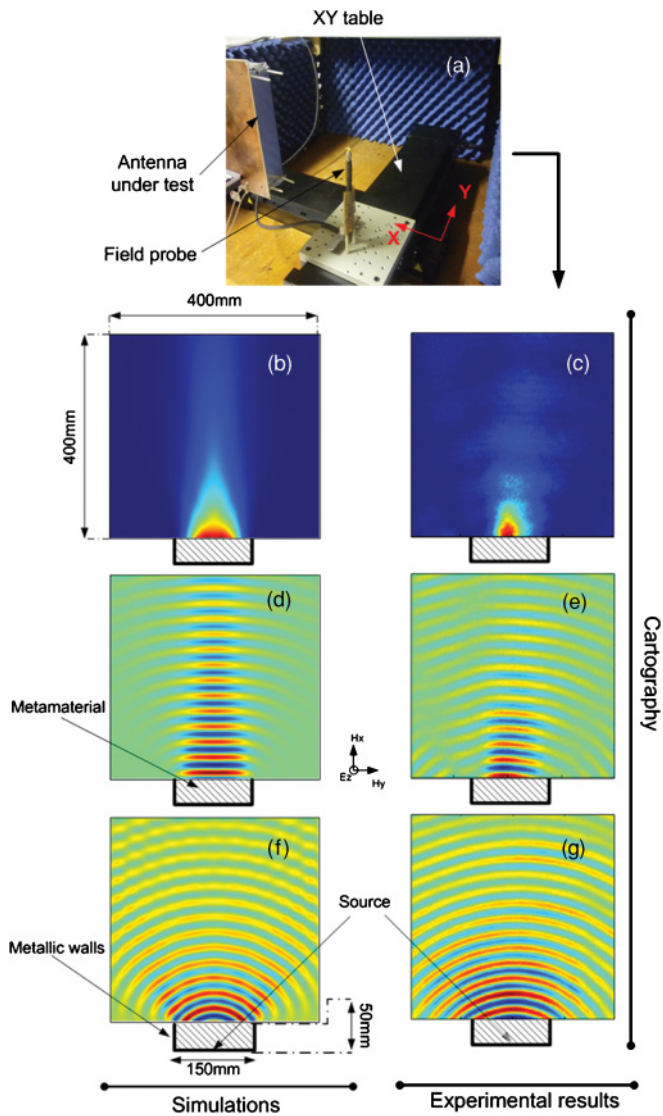 XY table
(a)
Antenna
under test
Field probe
Y
X
400mm
400mm
(b)
(c)
(d)
(e)
Metamaterial
Hx
Ez
Hy
Cartography
(f)
(g)
Source
Metallic walls
50mm
150mm
Simulations
Experimental results